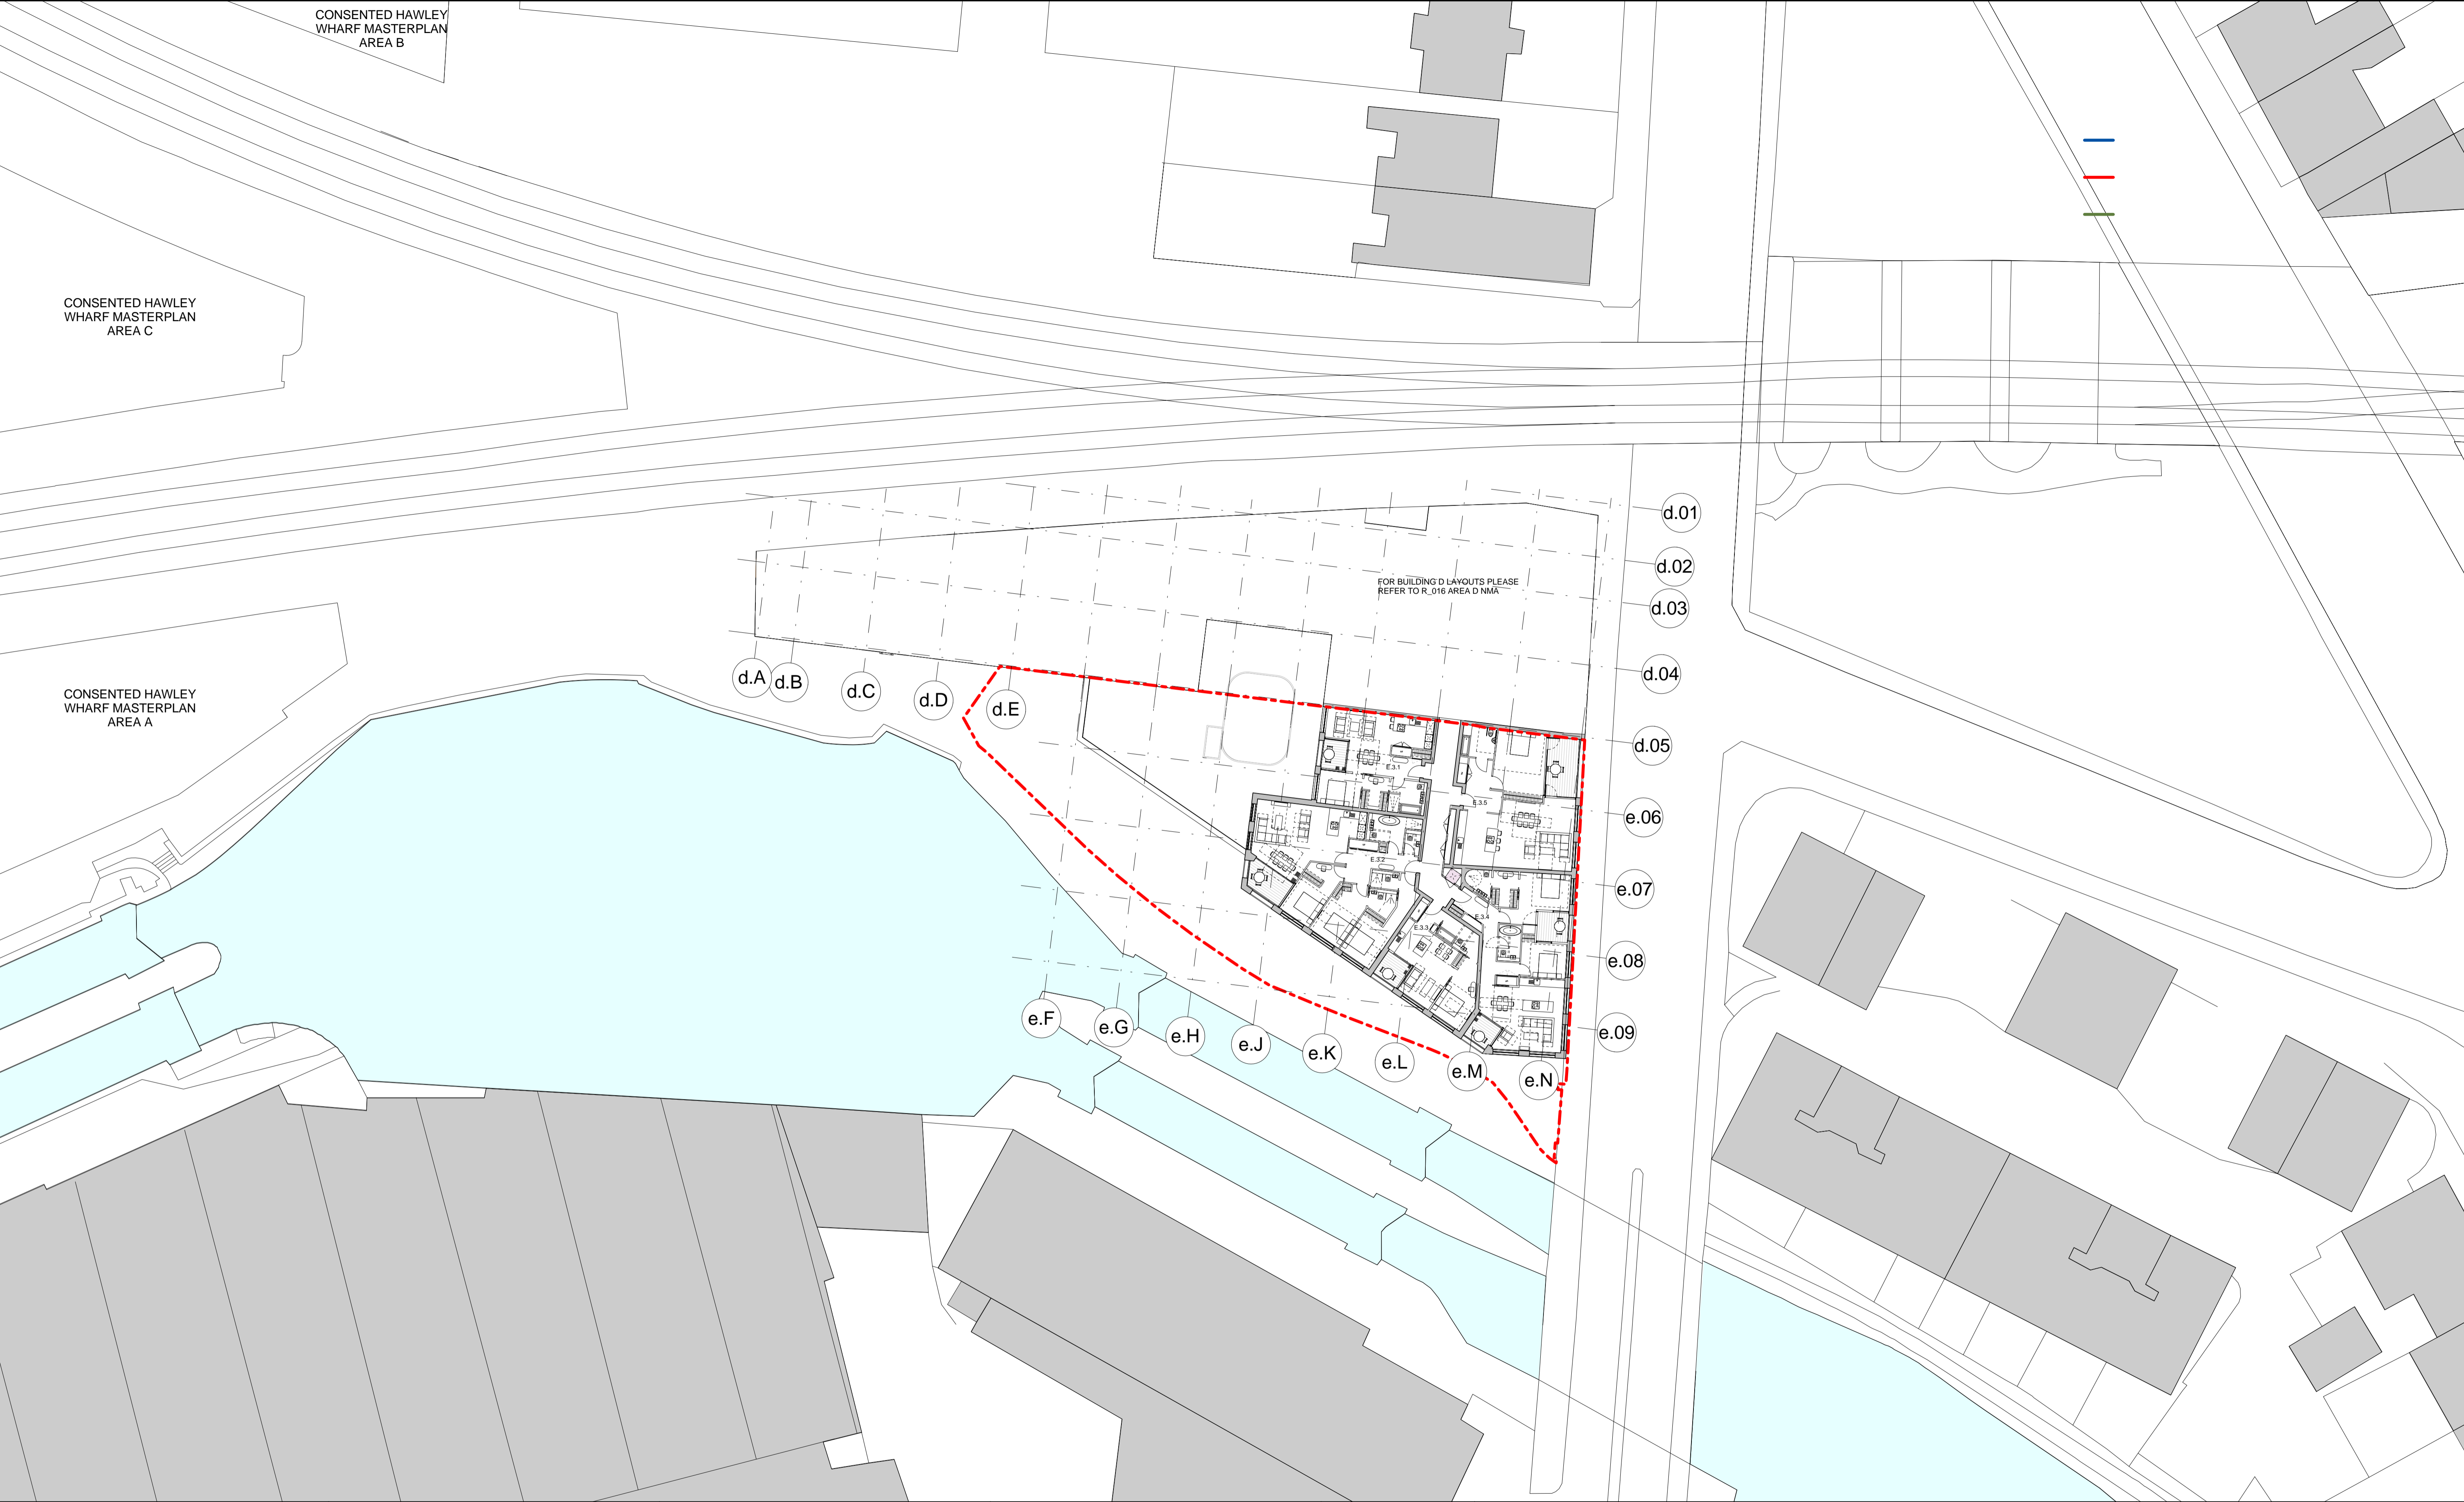 CONSENTED HAWLEY
WHARF MASTERPLAN
AREA B
CONSENTED HAWLEY
WHARF MASTERPLAN
AREA C
d.01
d.02
FOR BUILDING D LAYOUTS PLEASE
REFER TO R_016 AREA D NMA
d.03
d.04
d.A
d.B
d.C
d.D
d.E
CONSENTED HAWLEY
WHARF MASTERPLAN
AREA A
d.05
E.3.1
E.3.5
e.06
E.3.2
e.07
E.3.4
E.3.3
e.08
e.F
e.G
e.H
e.J
e.K
e.L
e.M
e.N
e.09